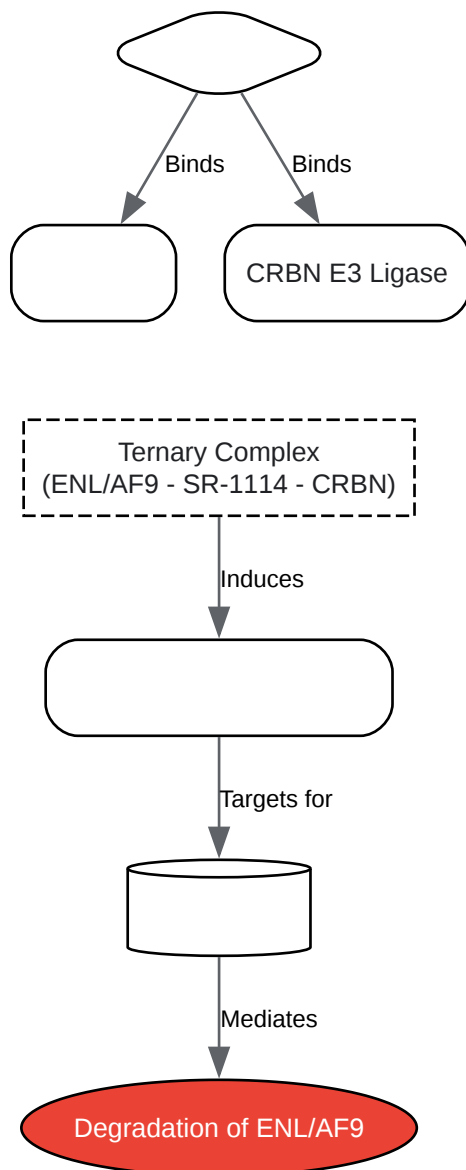 Binds
Binds
CRBN E3 Ligase
Ternary Complex
(ENL/AF9 - SR-1114 - CRBN)
Induces
Targets for
Mediates
Degradation of ENL/AF9